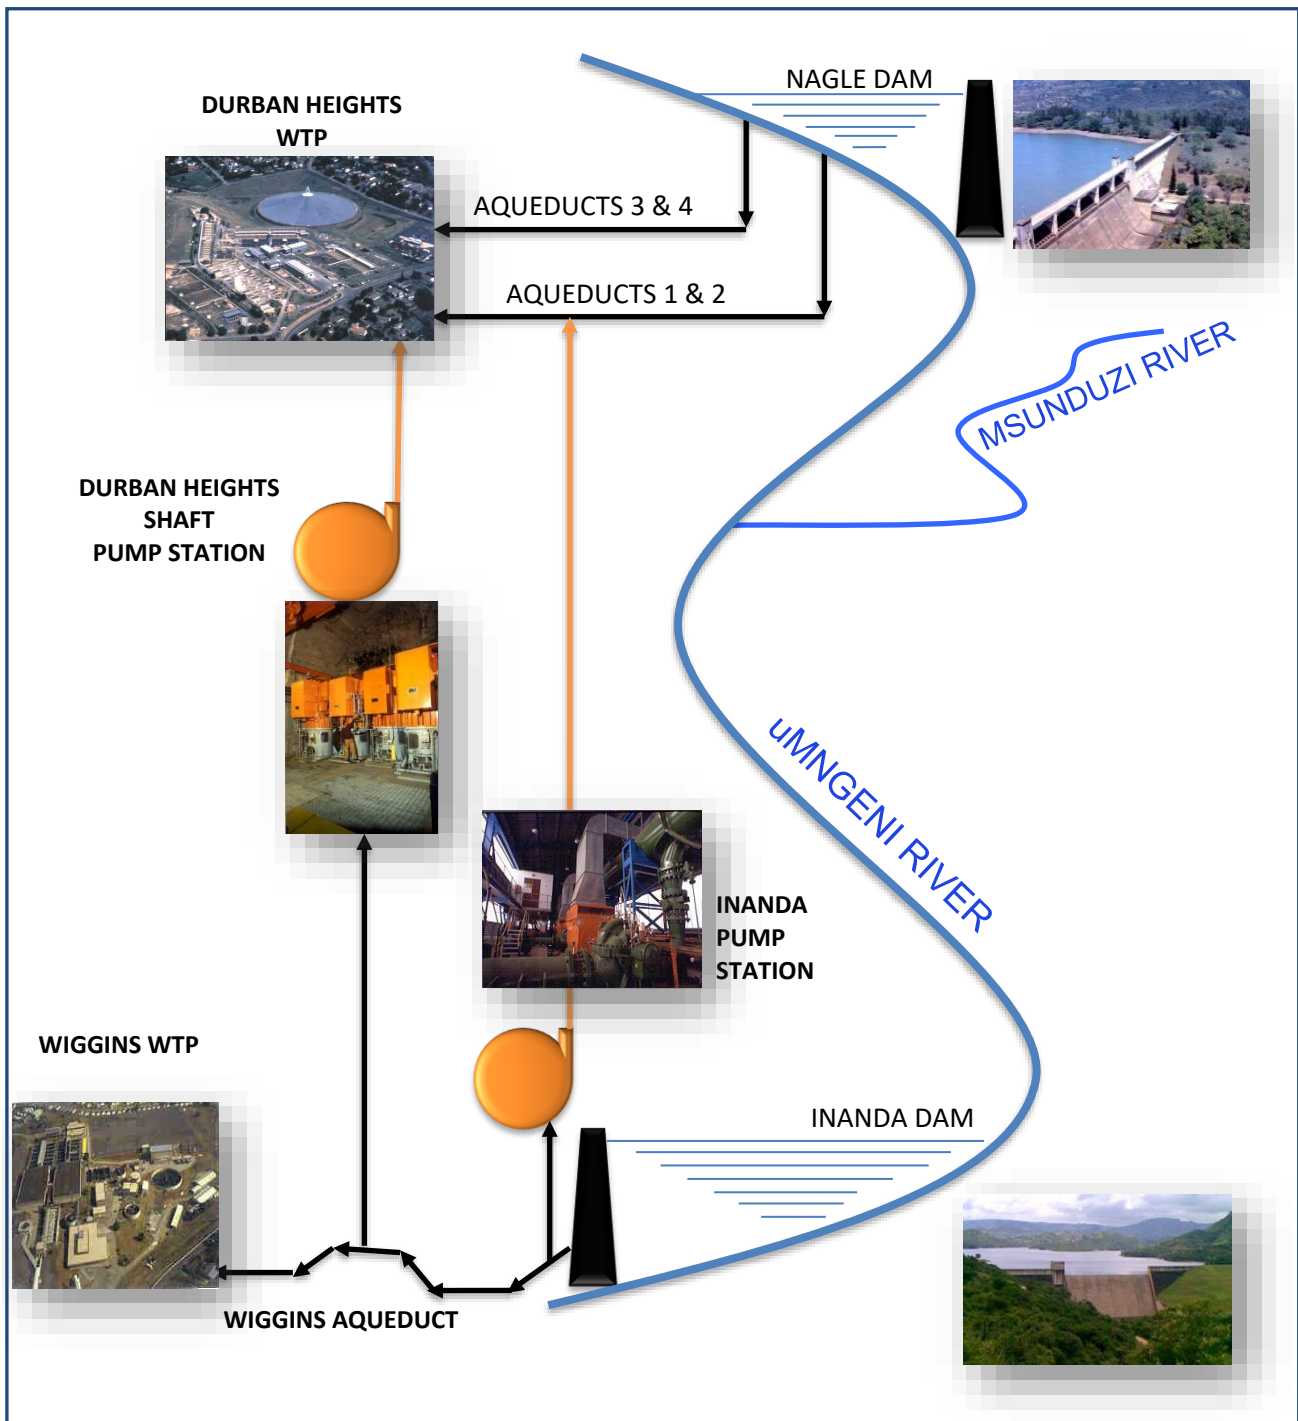 NAGLE DAM
DURBAN HEIGHTS
WTP
AQUEDUCTS 3 & 4
AQUEDUCTS 1 & 2
MSUNDUZI RIVER
DURBAN HEIGHTS
SHAFT
PUMP STATION
uMNGENI RIVER
INANDA
PUMP
STATION
WIGGINS WTP
INANDA DAM
WIGGINS AQUEDUCT